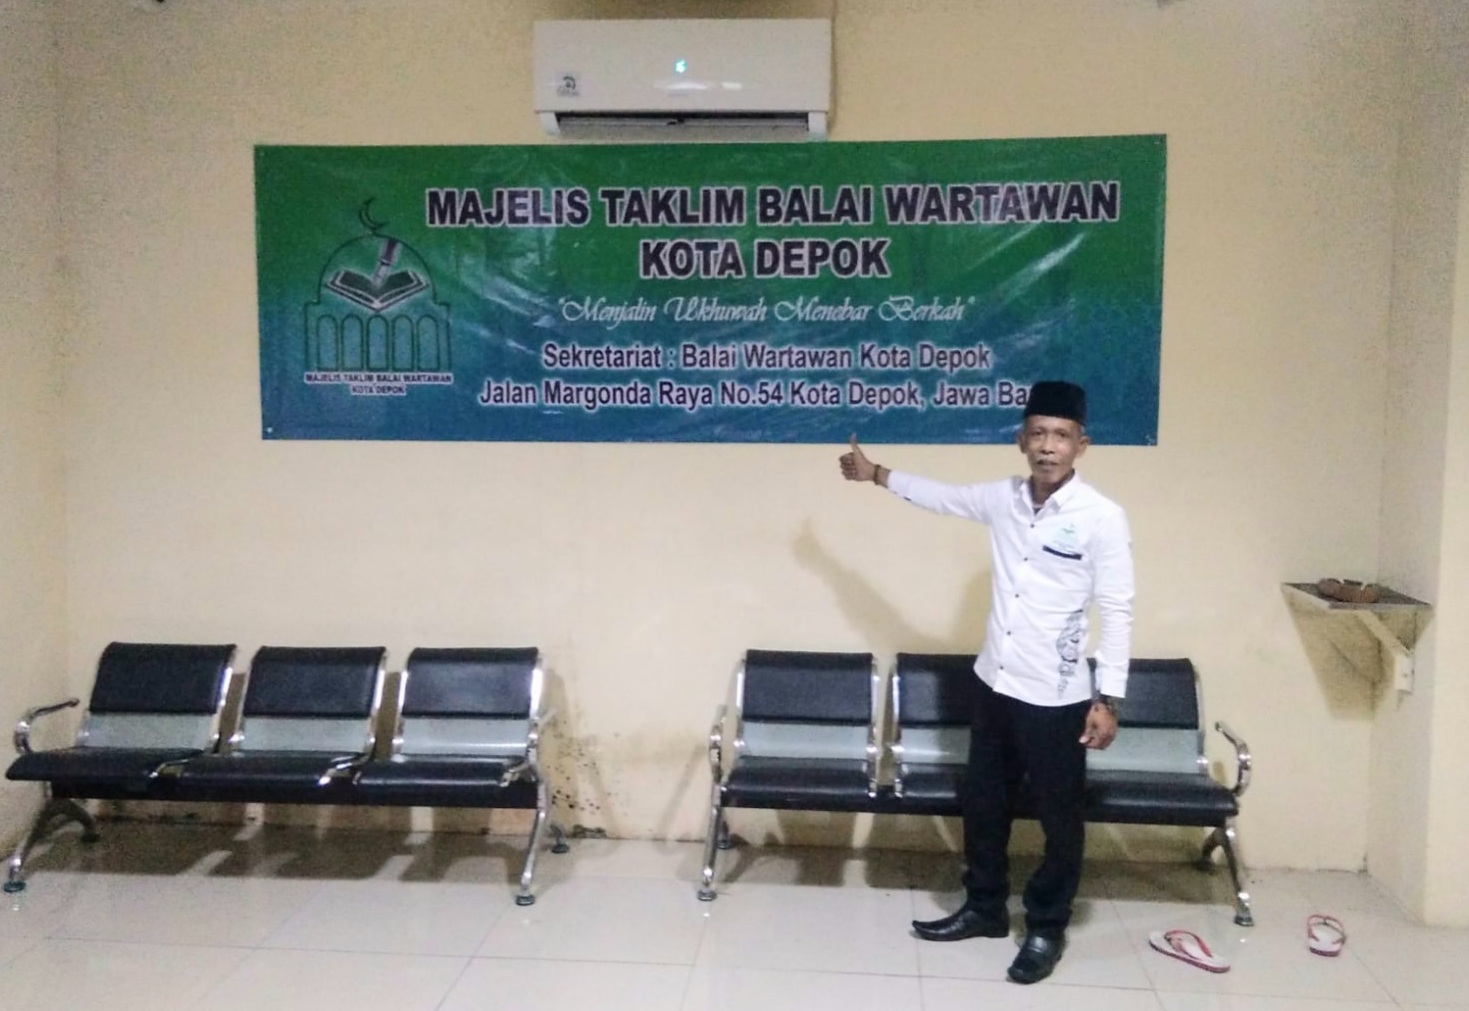 MAJELIS TAKLIM BALAI WARTAWAN
KOTA DEPOK
"Menjalin Ukhuwah Menebar Berkah"
Sekretariat : Balai Wartawan Kota Depok
Jalan Margonda Raya No.54 Kota Depok, Jawa
MAJELIS TAKLIM BALAI WARTAWAN
KOTA DEPOK